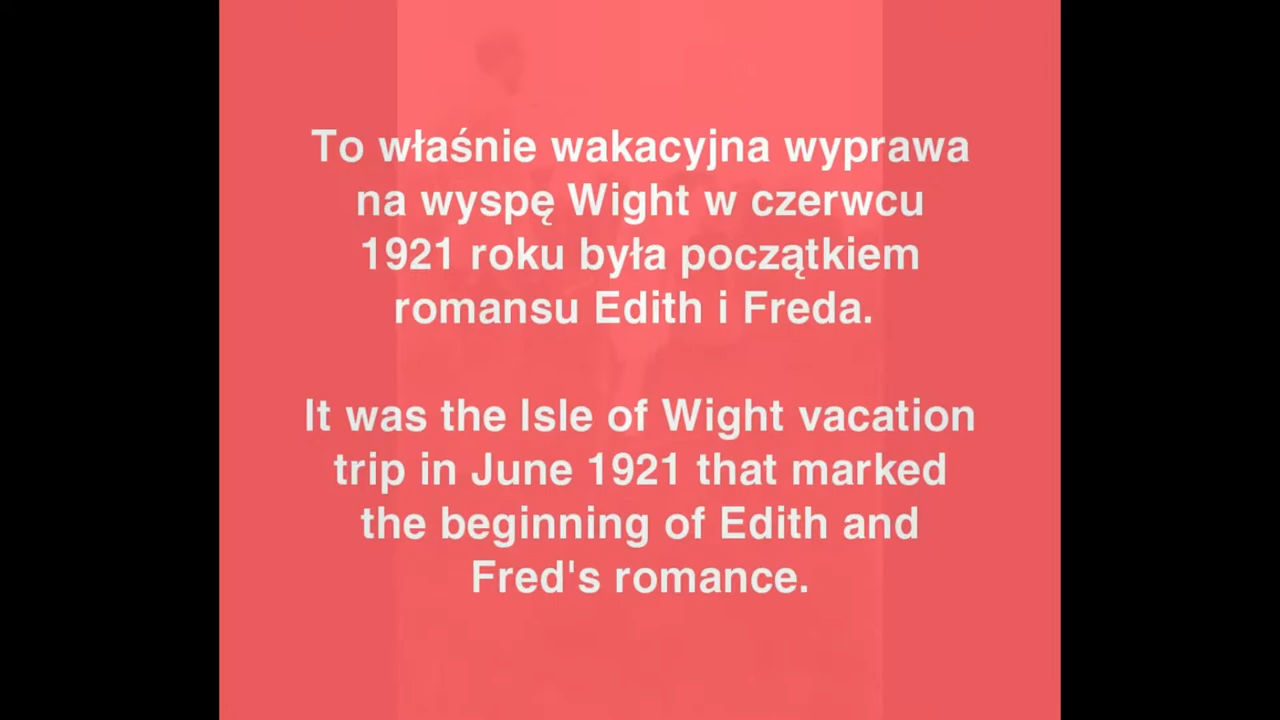 To właśnie wakacyjna wyprawa
na wyspę Wight w czerwcu
1921 roku była początkiem
romansu Edith i Freda.
It was the Isle of Wight vacation
trip in June 1921 that marked
the beginning of Edith and
Fred's romance.